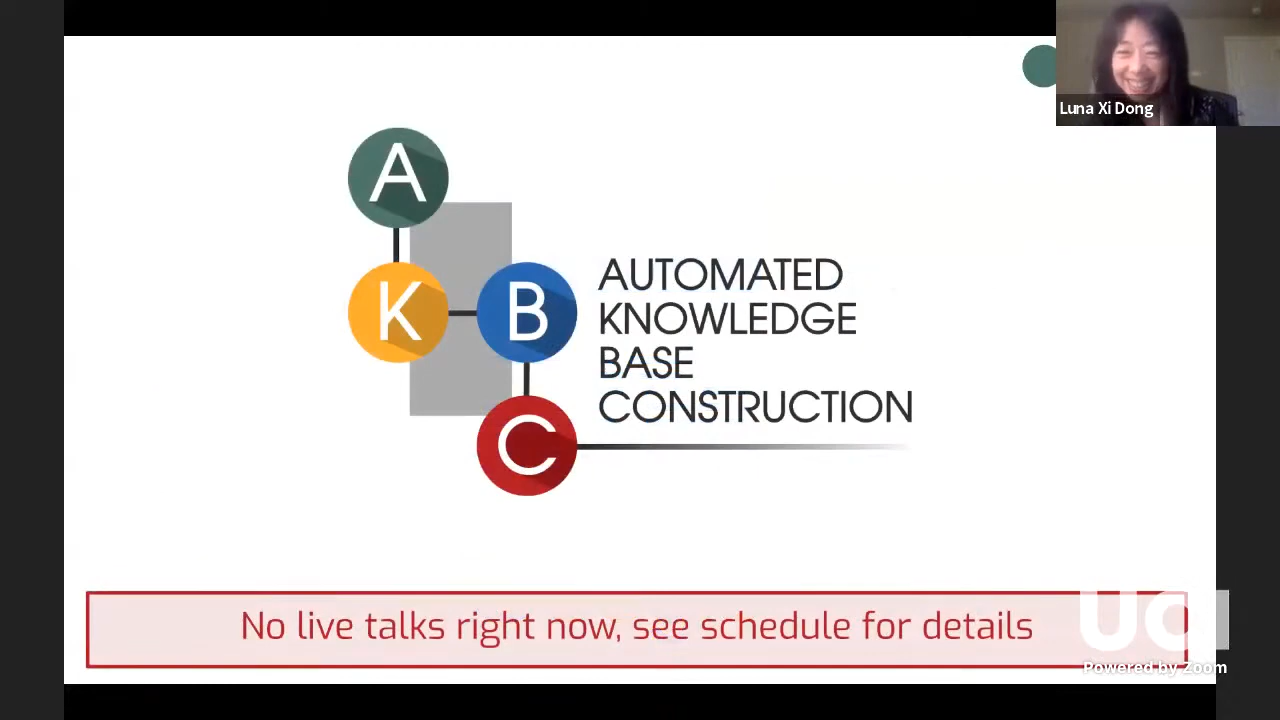 Luna Xi Dong
A
K
B
C
AUTOMATED
KNOWLEDGE
BASE
CONSTRUCTION
No live talks right now, see schedule for details
UCI
Powered by Zoom